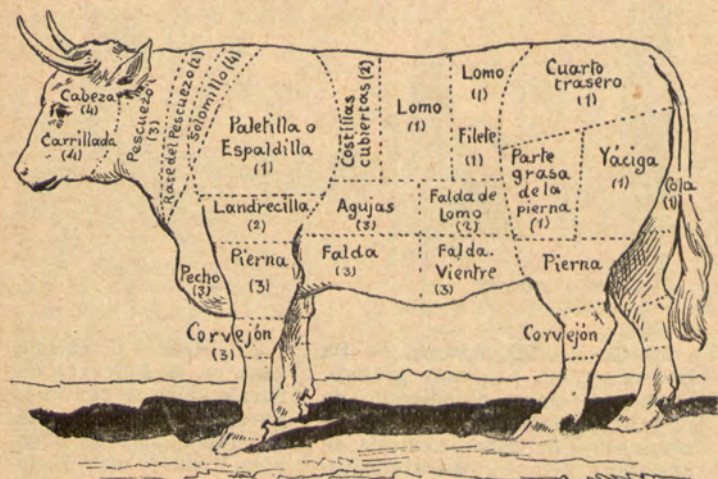 Cabeza
(4)
Carrillada
(4)
Pescuezo
(3)
Rase del Pescuezo (2)
Solomillo (4)
Paletilla o
Espaldilla
(1)
Costillas
cubiertas (2)
Lomo
(1)
Lomo
(1)
Filete
(1)
Cuarto
trasero
(1)
Parte
grasa
de la
pierna
(1)
Yáciga
(1)
Cola
(1)
Landrecilla
(2)
Agujas
(3)
Falda de
Lomo
(2)
Pecho
(3)
Pierna
(3)
Falda
(3)
Falda.
Vientre
(3)
Pierna
Corvejón
(3)
Corvejón